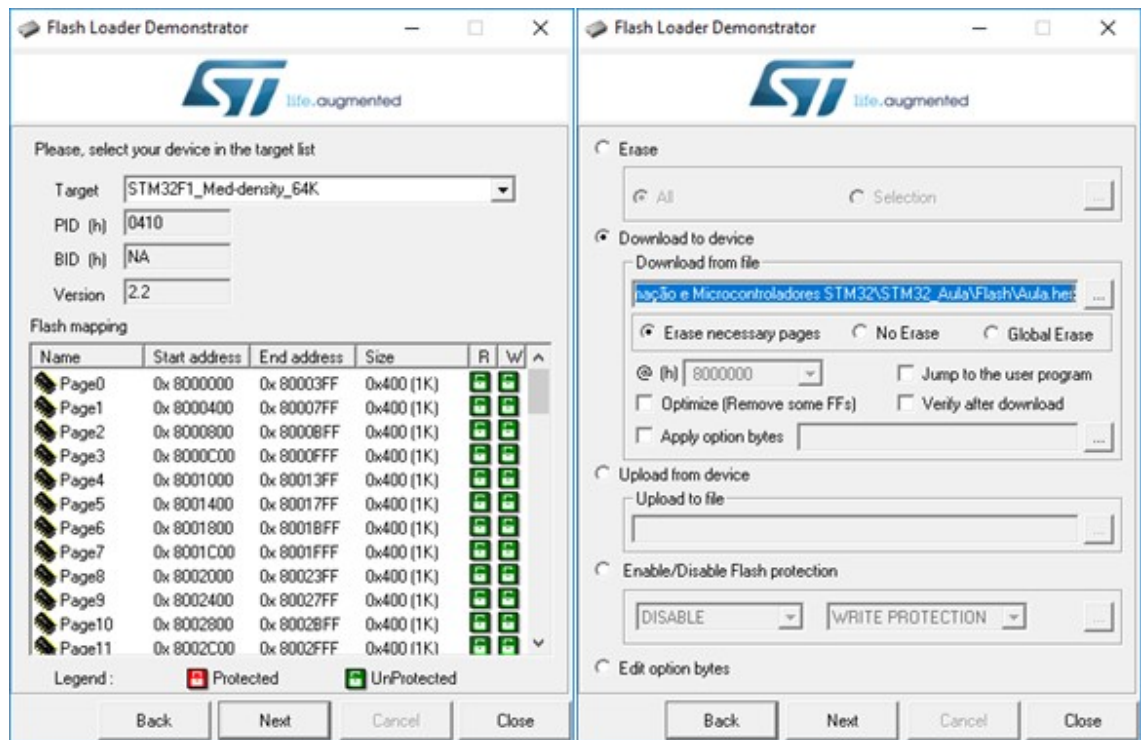 Flash Loader Demonstrator
ST life.augmented
Please, select your device in the target list
Target STM32F1_Med-density_64K
PID (h) 0410
BID (h) NA
Version 2.2
Flash mapping
Name Start address End address Size R W
Page0 0x 8000000 0x 80003FF 0x400 (1K)
Page1 0x 8000400 0x 80007FF 0x400 (1K)
Page2 0x 8000800 0x 8000BFF 0x400 (1K)
Page3 0x 8000C00 0x 8000FFF 0x400 (1K)
Page4 0x 8001000 0x 80013FF 0x400 (1K)
Page5 0x 8001400 0x 80017FF 0x400 (1K)
Page6 0x 8001800 0x 8001BFF 0x400 (1K)
Page7 0x 8001C00 0x 8001FFF 0x400 (1K)
Page8 0x 8002000 0x 80023FF 0x400 (1K)
Page9 0x 8002400 0x 80027FF 0x400 (1K)
Page10 0x 8002800 0x 8002BFF 0x400 (1K)
Page11 0x 8002C00 0x 8002FFF 0x400 (1K)
Legend : Protected UnProtected
Back Next Cancel Close
Flash Loader Demonstrator
ST life.augmented
Erase
All Selection ...
Download to device
Download from file
nação e Microcontroladores STM32\STM32_Aula\Flash\Aula.hex ...
Erase necessary pages No Erase Global Erase
@ (h) 8000000 Jump to the user program
Optimize (Remove some FFs) Verify after download
Apply option bytes ...
Upload from device
Upload to file
...
Enable/Disable Flash protection
DISABLE WRITE PROTECTION ...
Edit option bytes
Back Next Cancel Close